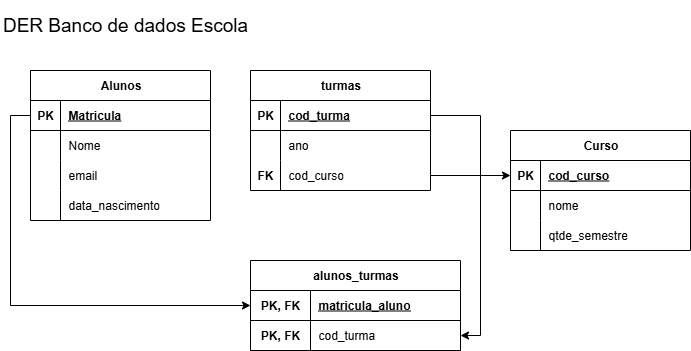 DER Banco de dados Escola
Alunos
PK Matricula
Nome
email
data_nascimento
turmas
PK cod_turma
ano
FK cod_curso
Curso
PK cod_curso
nome
qtde_semestre
alunos_turmas
PK, FK matricula_aluno
PK, FK cod_turma